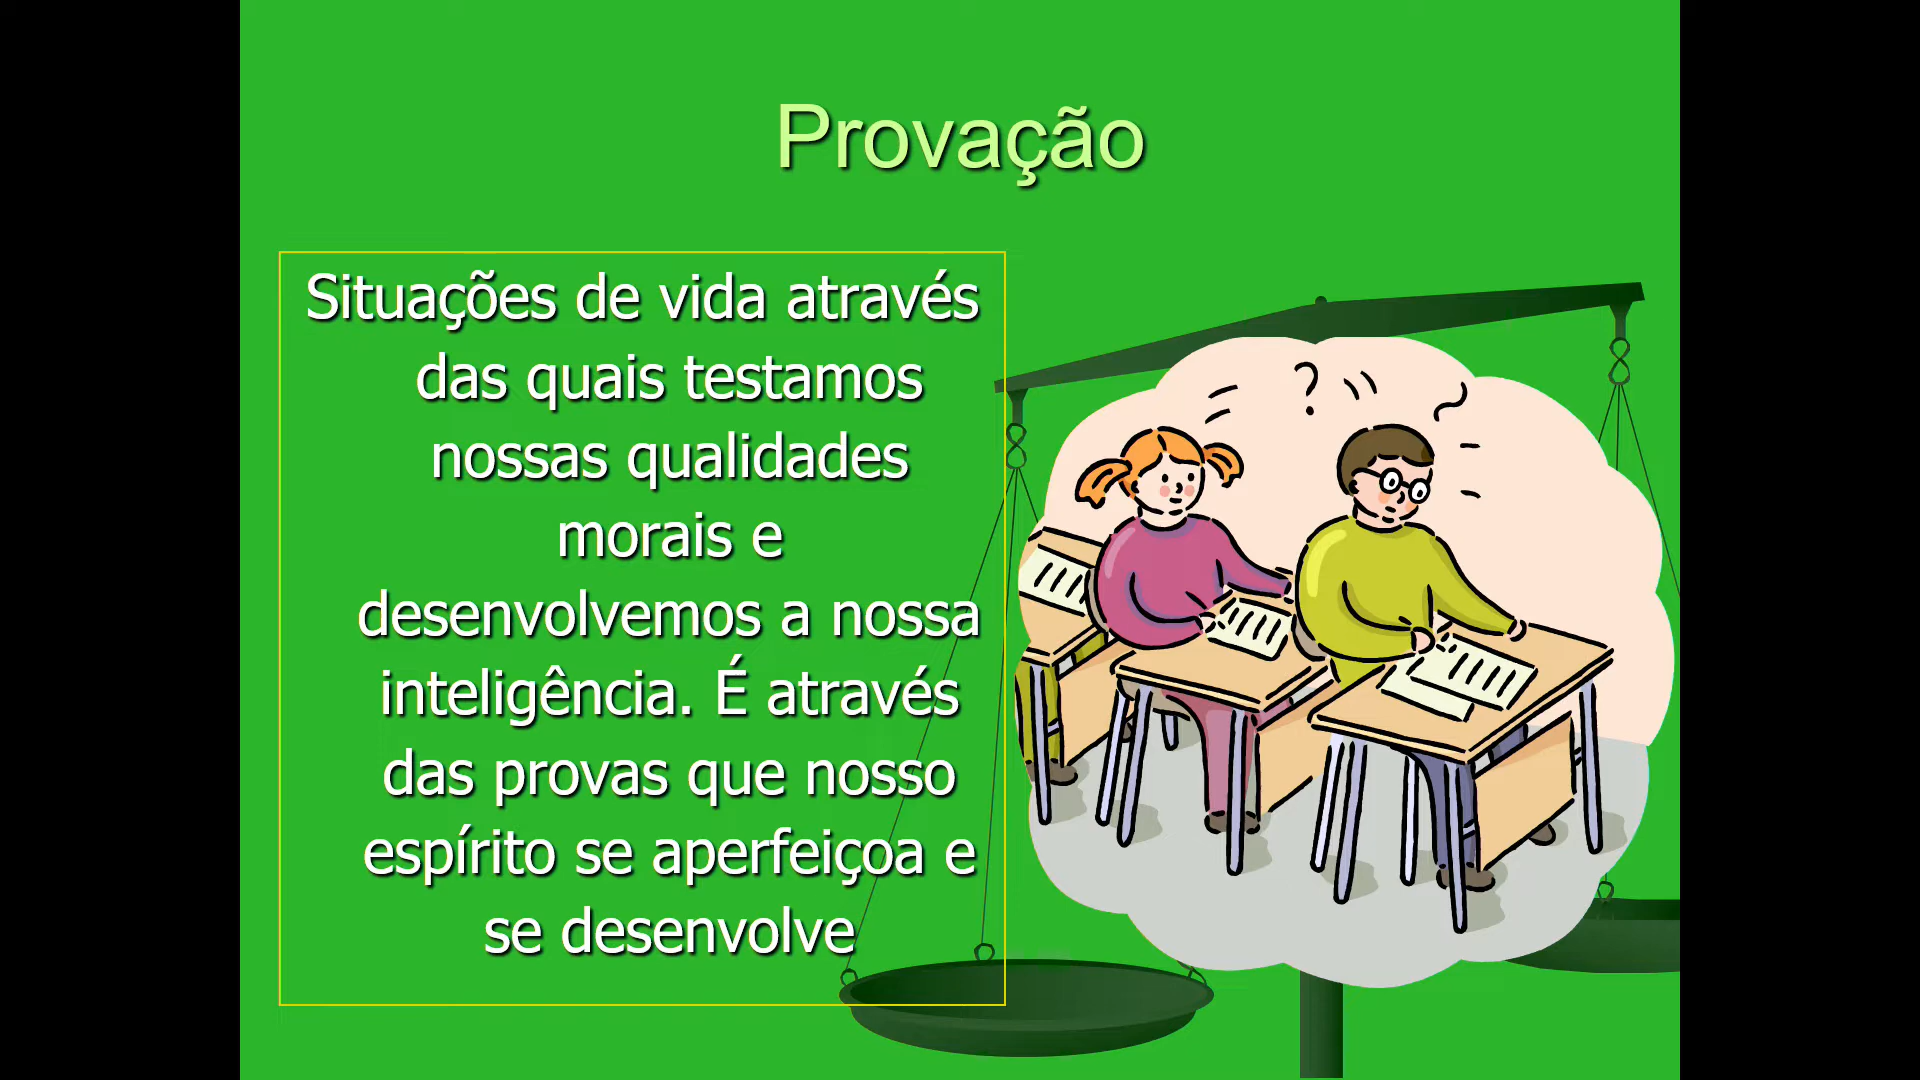 Provação
Situações de vida através
das quais testamos
nossas qualidades
morais e
desenvolvemos a nossa
inteligência. É através
das provas que nosso
espírito se aperfeiçoa e
se desenvolve
?